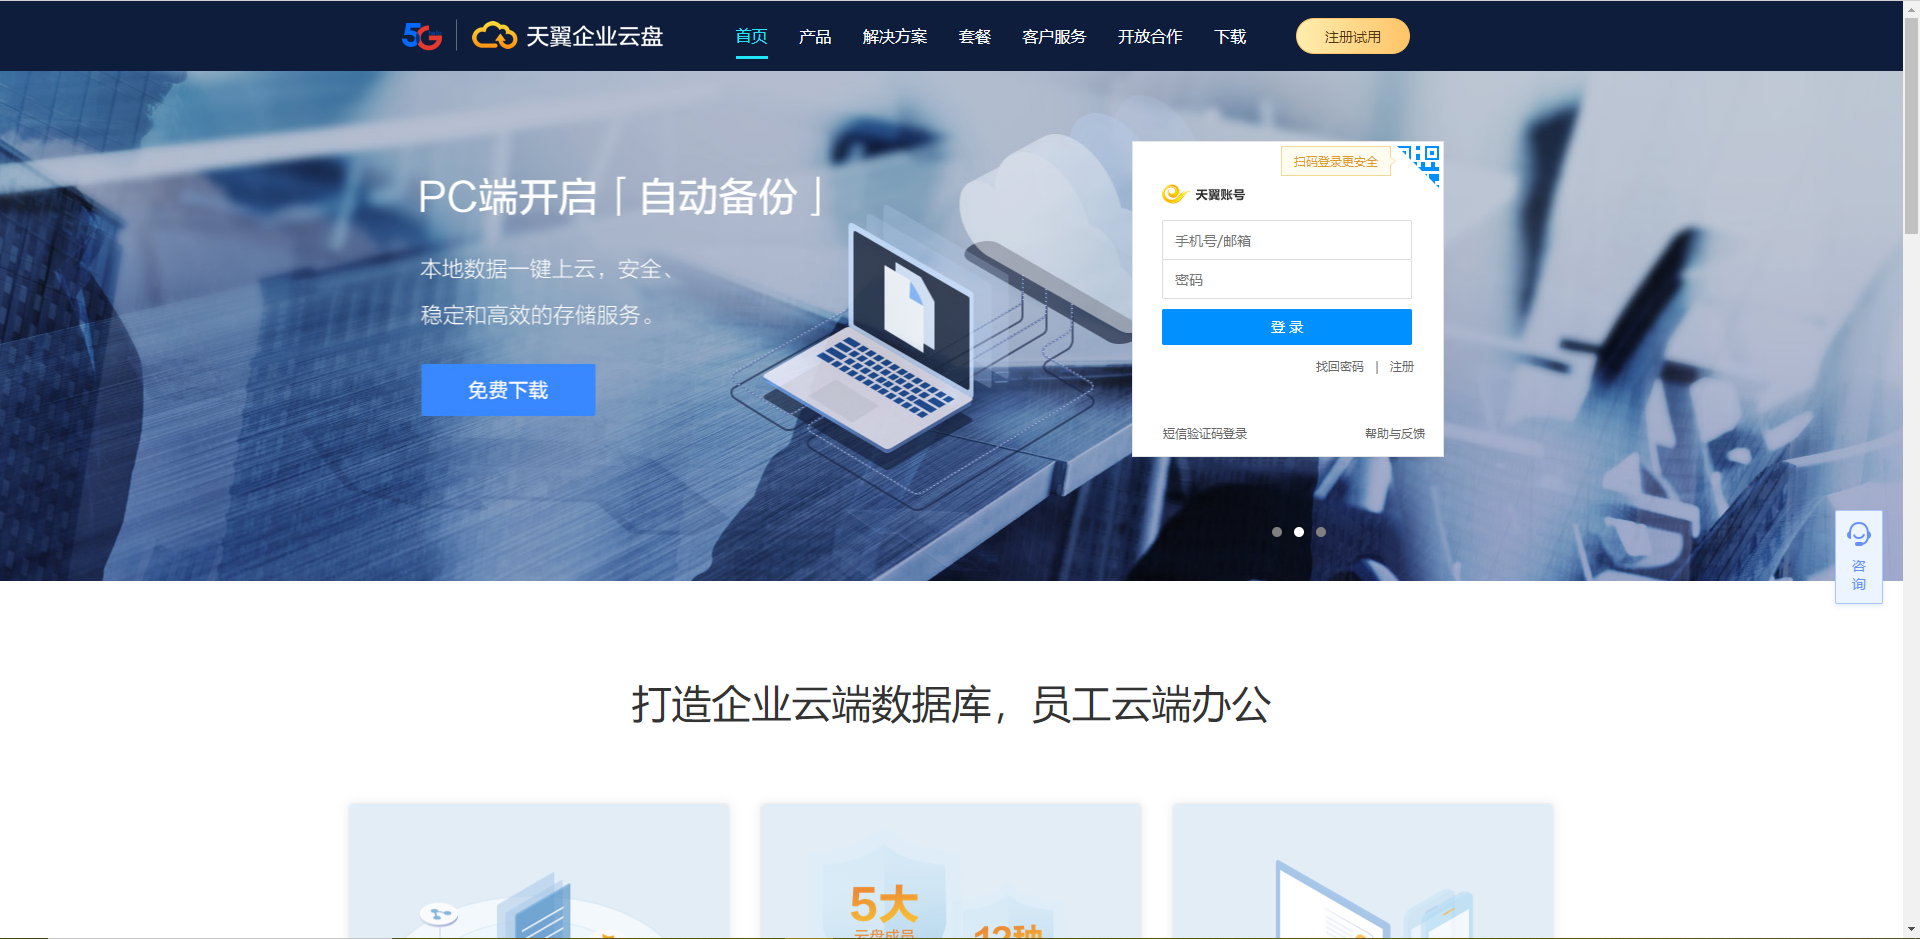 5G 天翼企业云盘 首页 产品 解决方案 套餐 客户服务 开放合作 下载 注册试用
扫码登录更安全
天翼账号
手机号/邮箱
密码
登录
找回密码 | 注册
短信验证码登录 帮助与反馈
PC端开启「自动备份」
本地数据一键上云，安全、
稳定和高效的存储服务。
免费下载
咨
询
打造企业云端数据库，员工云端办公
5大
云盘成员
12种